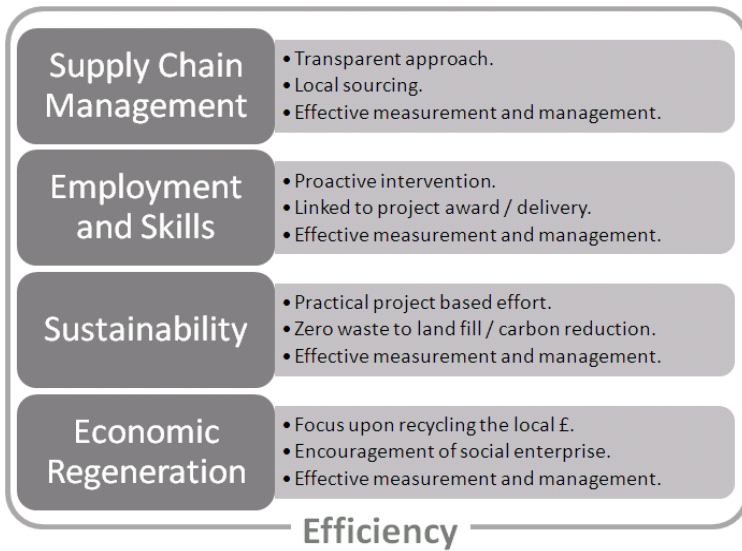 Supply Chain
Management
• Transparent approach.
• Local sourcing.
• Effective measurement and management.
Employment
and Skills
• Proactive intervention.
• Linked to project award / delivery.
• Effective measurement and management.
Sustainability
• Practical project based effort.
• Zero waste to land fill / carbon reduction.
• Effective measurement and management.
Economic
Regeneration
• Focus upon recycling the local £.
• Encouragement of social enterprise.
• Effective measurement and management.
Efficiency